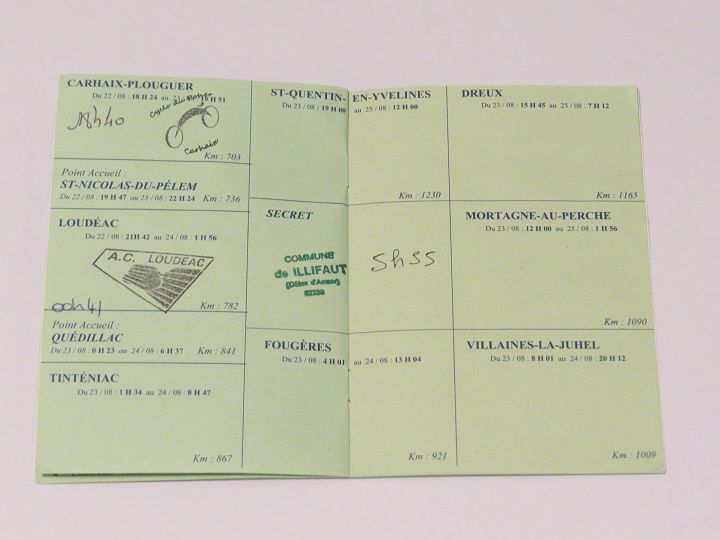 CARHAIX-PLOUGUER
Du 22 / 08 : 18 H 24 au 23 / 08 : 19 H 51
18h40
Cyclo du Poher
Carhaix
Km : 703
Point Accueil :
ST-NICOLAS-DU-PÉLEM
Du 22 / 08 : 19 H 47 au 23 / 08 : 22 H 24 Km : 736
LOUDÉAC
Du 22 / 08 : 21H 42 au 24 / 08 : 1 H 56
A.C. LOUDÉAC
00h41
Km : 782
Point Accueil :
QUÉDILLAC
Du 23 / 08 : 0 H 23 au 24 / 08 : 6 H 37 Km : 841
TINTÉNIAC
Du 23 / 08 : 1 H 34 au 24 / 08 : 8 H 47
Km : 867
ST-QUENTIN-EN-YVELINES
Du 23 / 08 : 19 H 00 au 25 / 08 : 12 H 00
Km : 1230
SECRET
COMMUNE
de ILLIFAUT
(Côtes d'Armor)
5h55
FOUGÈRES
Du 23 / 08 : 4 H 01 au 24 / 08 : 13 H 04
Km : 921
DREUX
Du 23 / 08 : 15 H 45 au 25 / 08 : 7 H 12
Km : 1165
MORTAGNE-AU-PERCHE
Du 23 / 08 : 12 H 00 au 25 / 08 : 1 H 56
Km : 1090
VILLAINES-LA-JUHEL
Du 23 / 08 : 8 H 01 au 24 / 08 : 20 H 12
Km : 1009